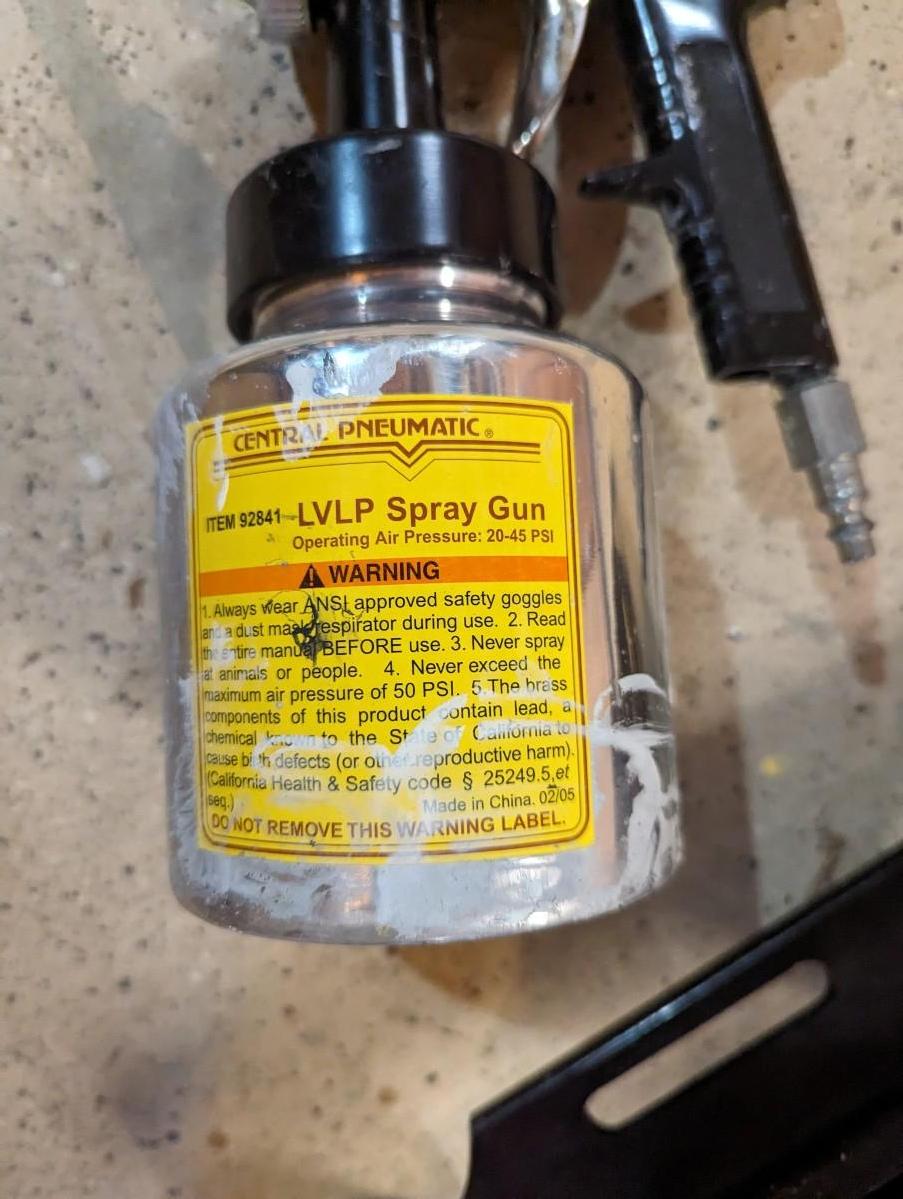 CENTRAL PNEUMATIC®
ITEM 92841 LVLP Spray Gun
Operating Air Pressure: 20-45 PSI
WARNING
1. Always wear ANSI approved safety goggles
and a dust mask/respirator during use. 2. Read
the entire manual BEFORE use. 3. Never spray
at animals or people. 4. Never exceed the
maximum air pressure of 50 PSI. 5.The brass
components of this product contain lead, a
chemical known to the State of California to
cause birth defects (or other reproductive harm).
(California Health & Safety code § 25249.5,et
seq.) Made in China. 02/05
DO NOT REMOVE THIS WARNING LABEL.